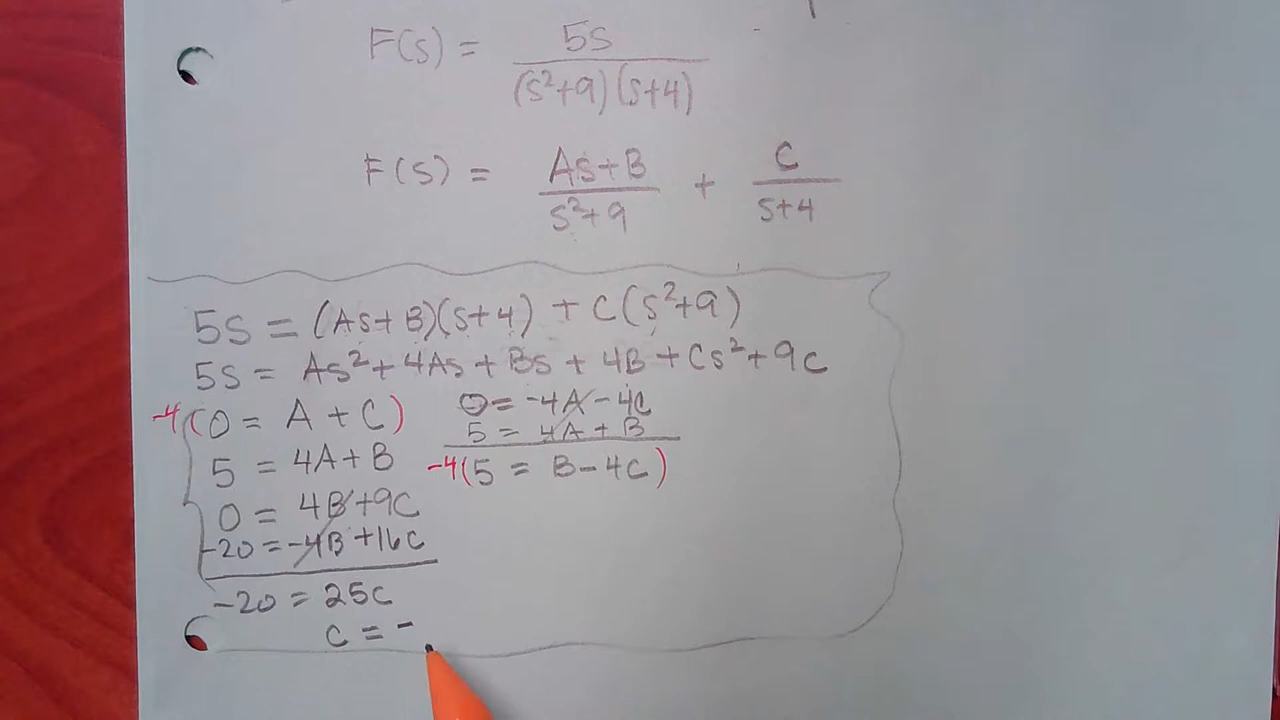 F(s) = 5s / (s²+9)(s+4)
F(s) = As+B / s²+9 + C / s+4
5s = (As+B)(s+4) + C(s²+9)
5s = As²+4As+Bs+4B+Cs²+9C
-4(0 = A + C)
5 = 4A+B
0 = 4B+9C
-20=-4B+16C
-20 = 25C
C = -
0=-4A-4C
5 = 4A+B
-4(5 = B-4C)